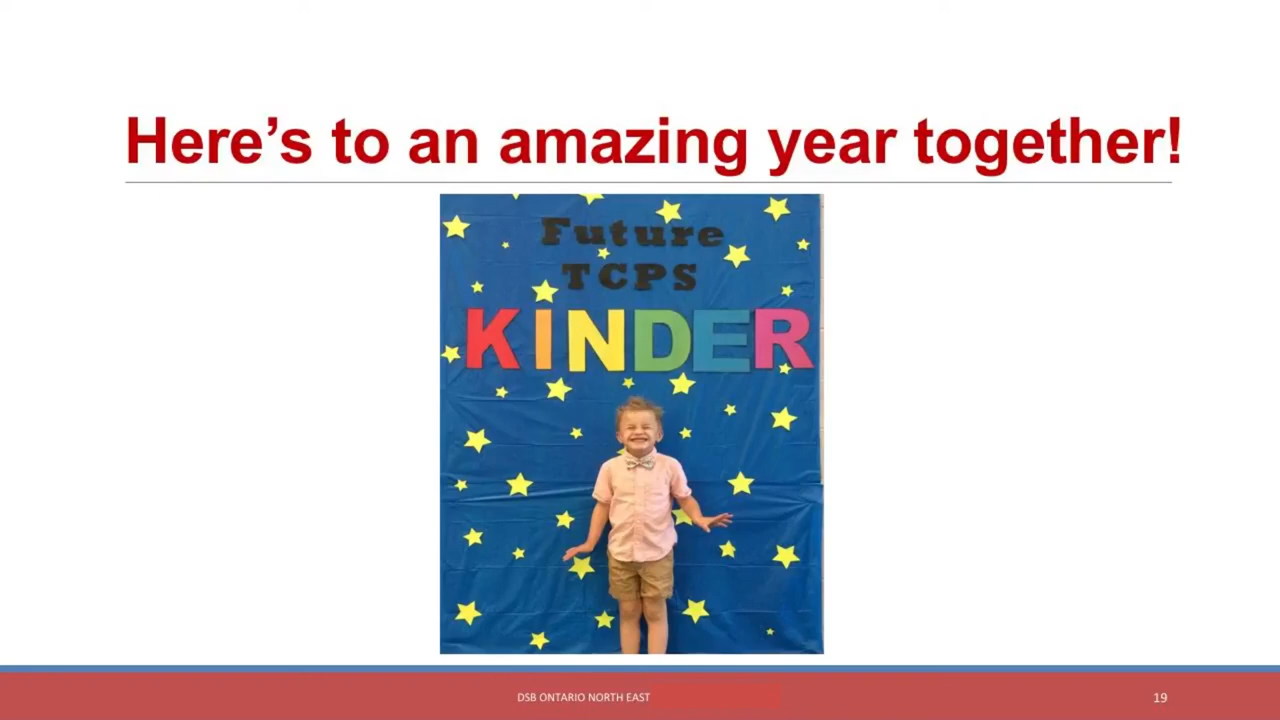 Here’s to an amazing year together!
Future
TCPS
KINDER
DSB ONTARIO NORTH EAST
19